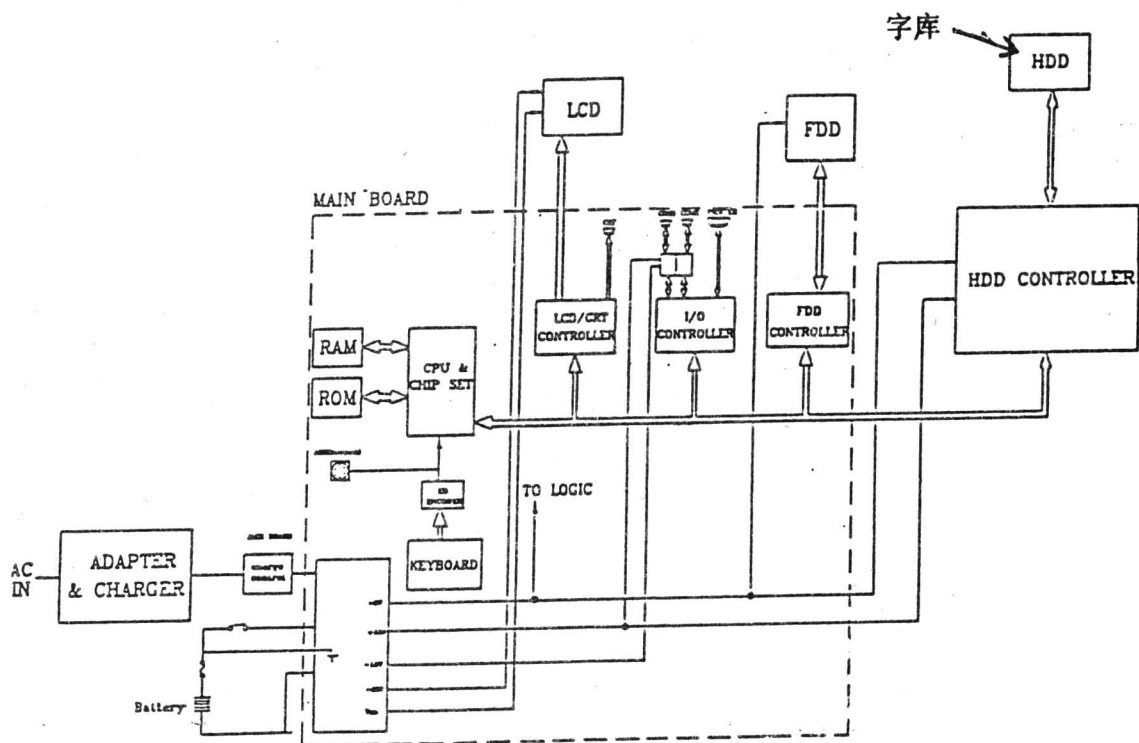 字库
HDD
LCD
FDD
MAIN BOARD
HDD CONTROLLER
LCD/CRT
CONTROLLER
I/O
CONTROLLER
FDD
CONTROLLER
RAM
CPU &
CHIP SET
ROM
TO LOGIC
KEYBOARD
AC
IN
ADAPTER
& CHARGER
Battery